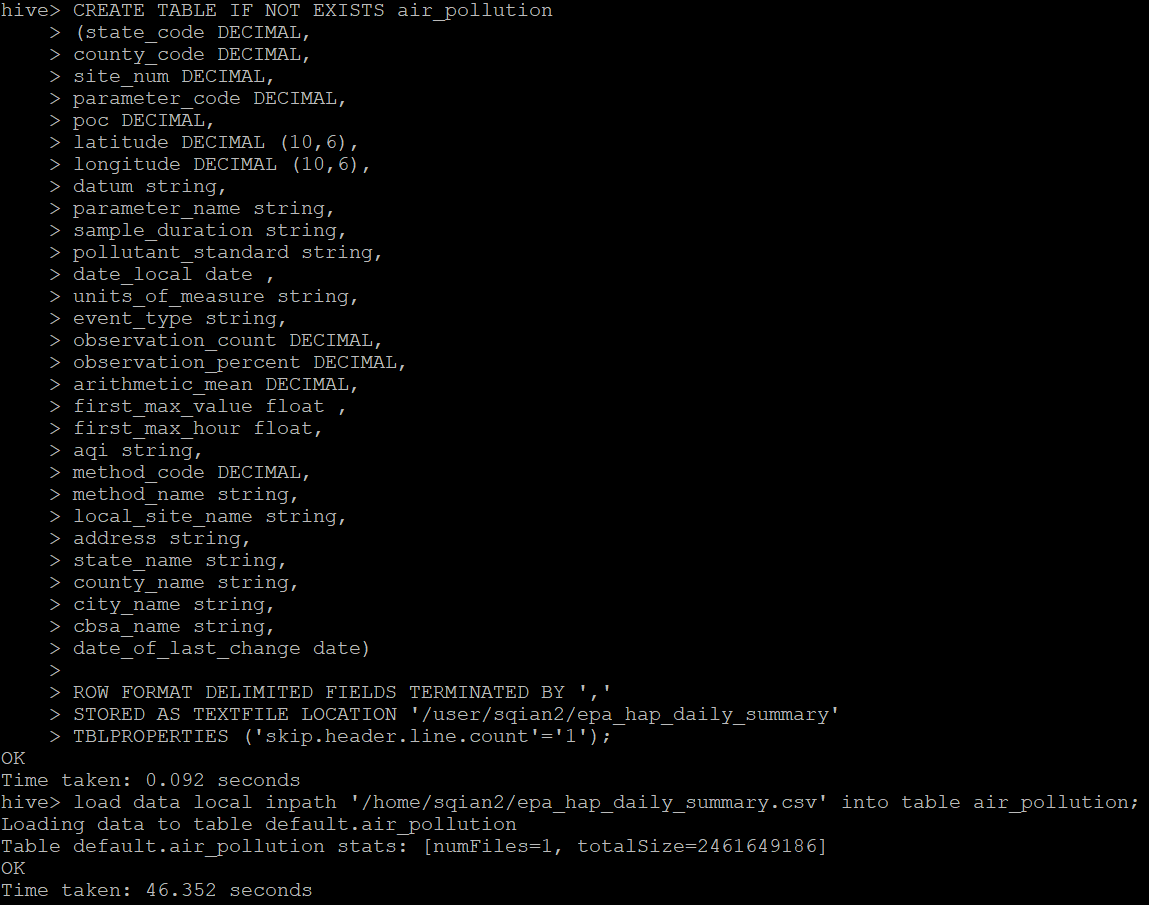 hive> CREATE TABLE IF NOT EXISTS air_pollution
    > (state_code DECIMAL,
    > county_code DECIMAL,
    > site_num DECIMAL,
    > parameter_code DECIMAL,
    > poc DECIMAL,
    > latitude DECIMAL (10,6),
    > longitude DECIMAL (10,6),
    > datum string,
    > parameter_name string,
    > sample_duration string,
    > pollutant_standard string,
    > date_local date ,
    > units_of_measure string,
    > event_type string,
    > observation_count DECIMAL,
    > observation_percent DECIMAL,
    > arithmetic_mean DECIMAL,
    > first_max_value float ,
    > first_max_hour float,
    > aqi string,
    > method_code DECIMAL,
    > method_name string,
    > local_site_name string,
    > address string,
    > state_name string,
    > county_name string,
    > city_name string,
    > cbsa_name string,
    > date_of_last_change date)
    >
    > ROW FORMAT DELIMITED FIELDS TERMINATED BY ','
    > STORED AS TEXTFILE LOCATION '/user/sqian2/epa_hap_daily_summary'
    > TBLPROPERTIES ('skip.header.line.count'='1');
OK
Time taken: 0.092 seconds
hive> load data local inpath '/home/sqian2/epa_hap_daily_summary.csv' into table air_pollution;
Loading data to table default.air_pollution
Table default.air_pollution stats: [numFiles=1, totalSize=2461649186]
OK
Time taken: 46.352 seconds